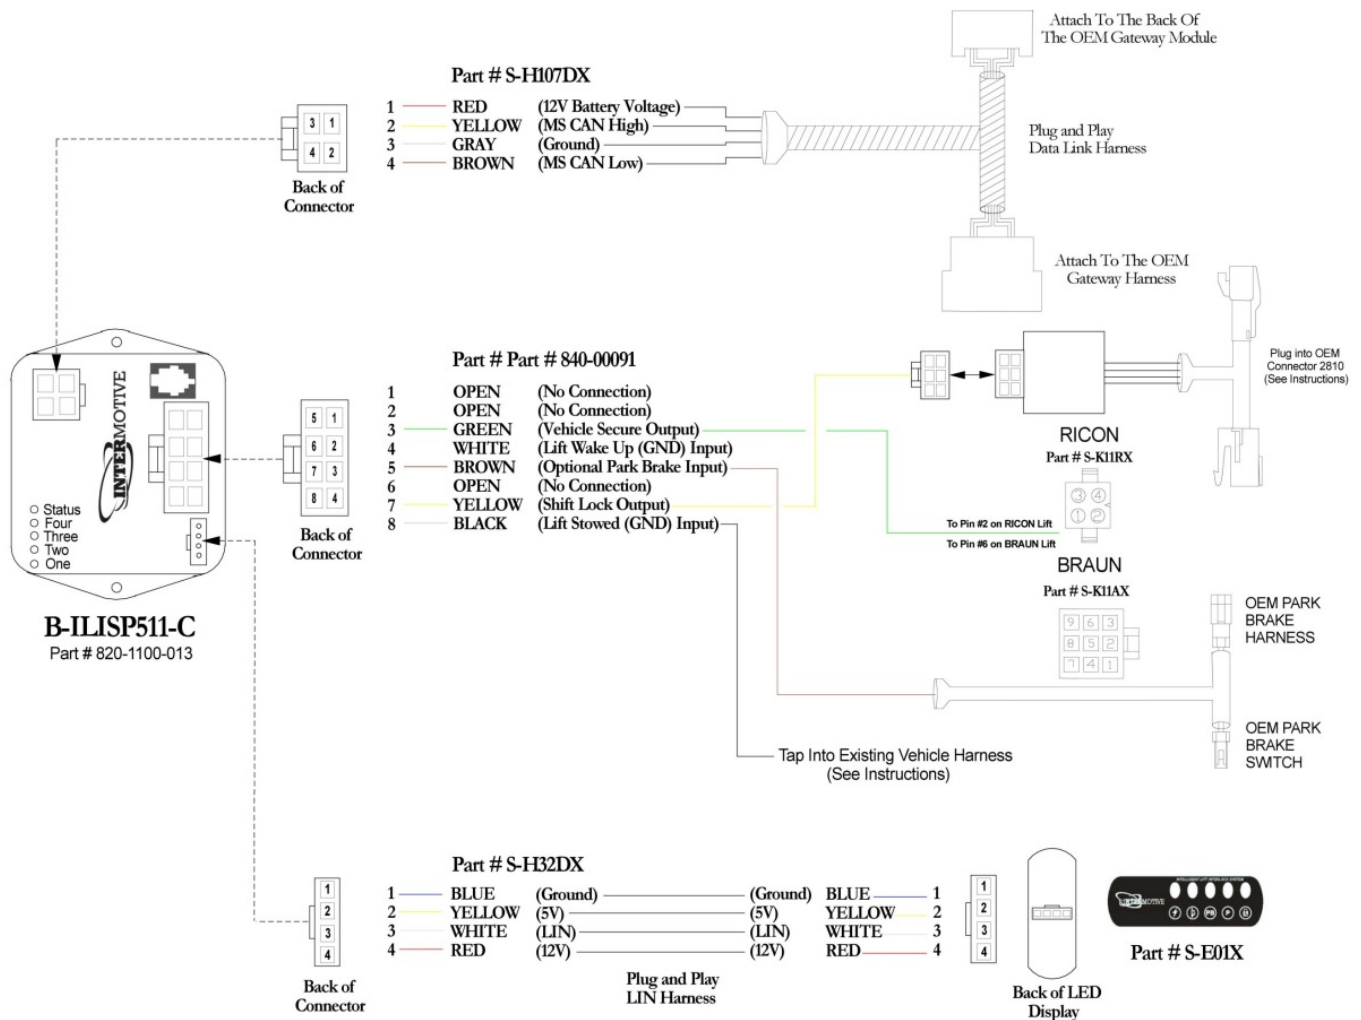 Attach To The Back Of
The OEM Gateway Module
Part # S-H107DX
1 RED (12V Battery Voltage)
2 YELLOW (MS CAN High)
3 GRAY (Ground)
4 BROWN (MS CAN Low)
3 1
4 2
Back of
Connector
Plug and Play
Data Link Harness
Attach To The OEM
Gateway Harness
Part # Part # 840-00091
1 OPEN (No Connection)
2 OPEN (No Connection)
3 GREEN (Vehicle Secure Output)
4 WHITE (Lift Wake Up (GND) Input)
5 BROWN (Optional Park Brake Input)
6 OPEN (No Connection)
7 YELLOW (Shift Lock Output)
8 BLACK (Lift Stowed (GND) Input)
5 1
6 2
7 3
8 4
Back of
Connector
INTERMOTIVE
Status
Four
Three
Two
One
B-ILISP511-C
Part # 820-1100-013
Plug into OEM
Connector 2810
(See Instructions)
RICON
Part # S-K11RX
3 4
1 2
To Pin #2 on RICON Lift
To Pin #6 on BRAUN Lift
BRAUN
Part # S-K11AX
9 6 3
8 5 2
7 4 1
OEM PARK
BRAKE
HARNESS
OEM PARK
BRAKE
SWITCH
Tap Into Existing Vehicle Harness
(See Instructions)
Part # S-H32DX
1 BLUE (Ground) (Ground) BLUE 1
2 YELLOW (5V) (5V) YELLOW 2
3 WHITE (LIN) (LIN) WHITE 3
4 RED (12V) (12V) RED 4
1
2
3
4
Back of
Connector
Plug and Play
LIN Harness
1
2
3
4
Back of LED
Display
INTELLIGENT LIFT INTERLOCK SYSTEM
INTERMOTIVE
PB P
Part # S-E01X